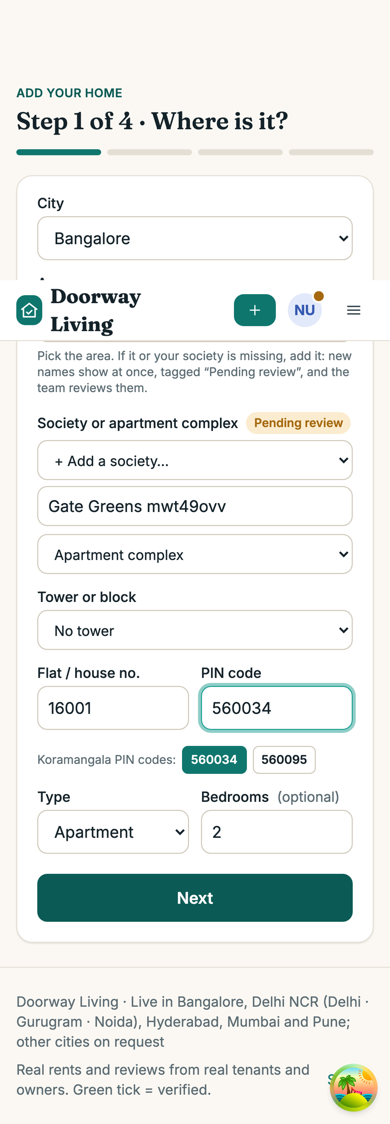 ADD YOUR HOME
Step 1 of 4 · Where is it?
City
Bangalore
Doorway
Living
+
NU
Pick the area. If it or your society is missing, add it: new
names show at once, tagged “Pending review”, and the
team reviews them.
Society or apartment complex Pending review
+ Add a society...
Gate Greens mwt49ovv
Apartment complex
Tower or block
No tower
Flat / house no. PIN code
16001 560034
Koramangala PIN codes: 560034 560095
Type Bedrooms (optional)
Apartment 2
Next
Doorway Living · Live in Bangalore, Delhi NCR (Delhi ·
Gurugram · Noida), Hyderabad, Mumbai and Pune;
other cities on request
Real rents and reviews from real tenants and
owners. Green tick = verified.